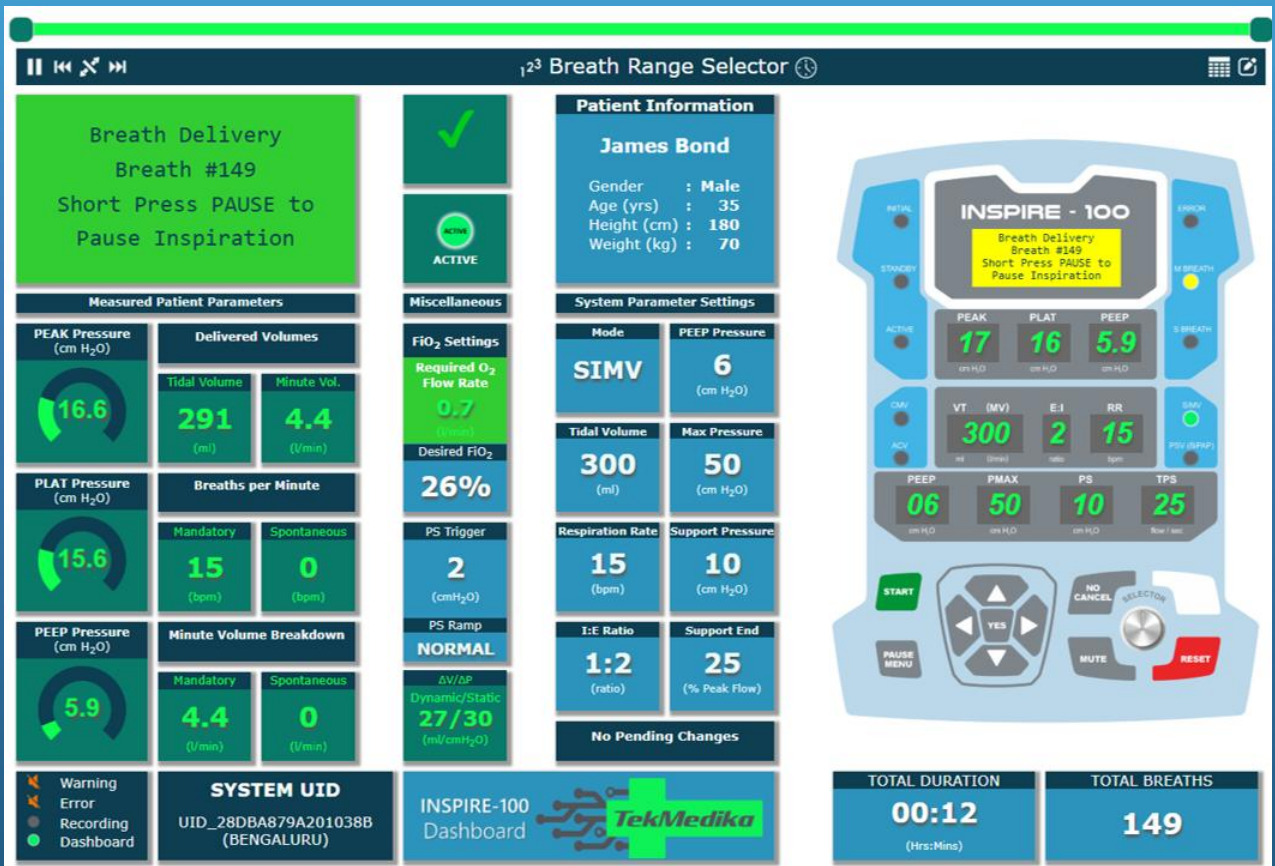 123 Breath Range Selector
Breath Delivery
Breath #149
Short Press PAUSE to
Pause Inspiration
ACTIVE
ACTIVE
Patient Information
James Bond
Gender : Male
Age (yrs) : 35
Height (cm) : 180
Weight (kg) : 70
Measured Patient Parameters
Miscellaneous
System Parameter Settings
PEAK Pressure
(cm H2O)
16.6
Delivered Volumes
Tidal Volume
291
(ml)
Minute Vol.
4.4
(l/min)
PLAT Pressure
(cm H2O)
15.6
Breaths per Minute
Mandatory
15
(bpm)
Spontaneous
0
(bpm)
PEEP Pressure
(cm H2O)
5.9
Minute Volume Breakdown
Mandatory
4.4
(l/min)
Spontaneous
0
(l/min)
FiO2 Settings
Required O2
Flow Rate
0.7
(l/min)
Desired FiO2
26%
PS Trigger
2
(cmH2O)
PS Ramp
NORMAL
ΔV/ΔP
Dynamic/Static
27/30
(ml/cmH2O)
Mode
SIMV
PEEP Pressure
6
(cm H2O)
Tidal Volume
300
(ml)
Max Pressure
50
(cm H2O)
Respiration Rate
15
(bpm)
Support Pressure
10
(cm H2O)
I:E Ratio
1:2
(ratio)
Support End
25
(% Peak Flow)
No Pending Changes
INSPIRE - 100
Breath Delivery
Breath #149
Short Press PAUSE to
Pause Inspiration
INITIAL
STANDBY
ACTIVE
ERROR
M BREATH
S BREATH
PEAK PLAT PEEP
17 16 5.9
cm H2O cm H2O cm H2O
CMV
ACV
SIMV
PSV (BiPAP)
VT (MV) E:I RR
300 2 15
ml (l/min) ratio bpm
PEEP PMAX PS TPS
06 50 10 25
cm H2O cm H2O cm H2O flow / sec
START
PAUSE
MENU
YES
NO
CANCEL
SELECTOR
MUTE
RESET
Warning
Error
Recording
Dashboard
SYSTEM UID
UID_28DBA879A201038B
(BENGALURU)
INSPIRE-100
Dashboard
TekMedika
TOTAL DURATION
00:12
(Hrs:Mins)
TOTAL BREATHS
149